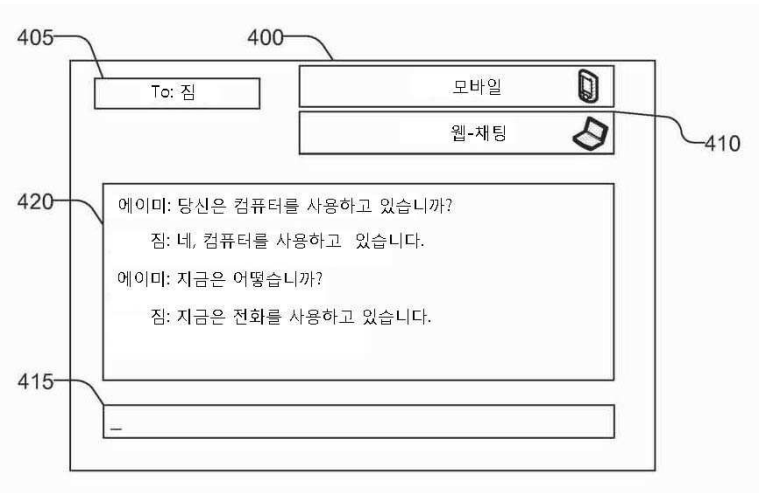 405
400
To: 짐
모바일
웹-채팅
410
420
에이미: 당신은 컴퓨터를 사용하고 있습니까?
짐: 네, 컴퓨터를 사용하고 있습니다.
에이미: 지금은 어떻습니까?
짐: 지금은 전화를 사용하고 있습니다.
415
_